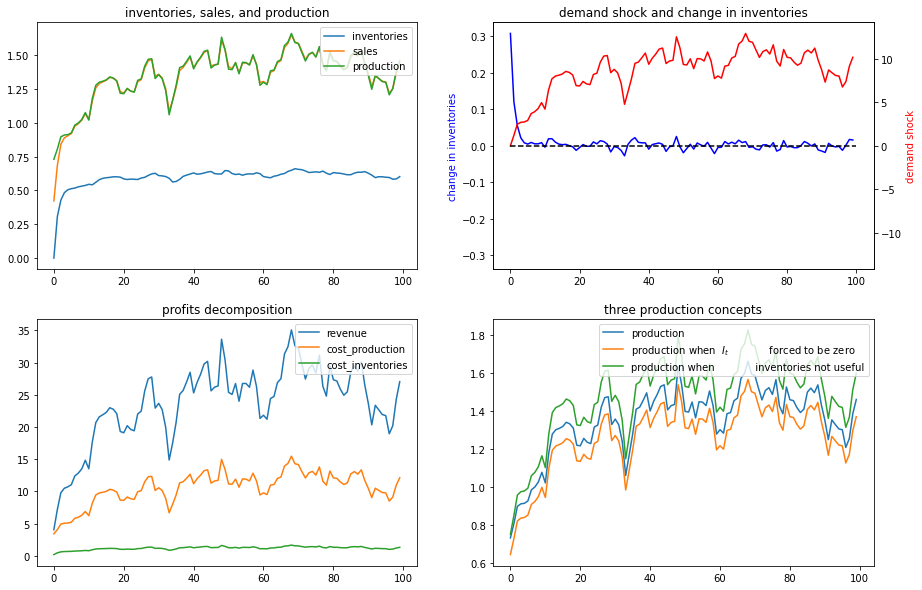 inventories, sales, and production
inventories
sales
production
1.50
1.25
1.00
0.75
0.50
0.25
0.00
0 20 40 60 80 100
demand shock and change in inventories
change in inventories
demand shock
0.3
0.2
0.1
0.0
−0.1
−0.2
−0.3
10
5
0
−5
−10
0 20 40 60 80 100
profits decomposition
revenue
cost_production
cost_inventories
35
30
25
20
15
10
5
0
0 20 40 60 80 100
three production concepts
production
production when I_t forced to be zero
production when inventories not useful
1.8
1.6
1.4
1.2
1.0
0.8
0.6
0 20 40 60 80 100